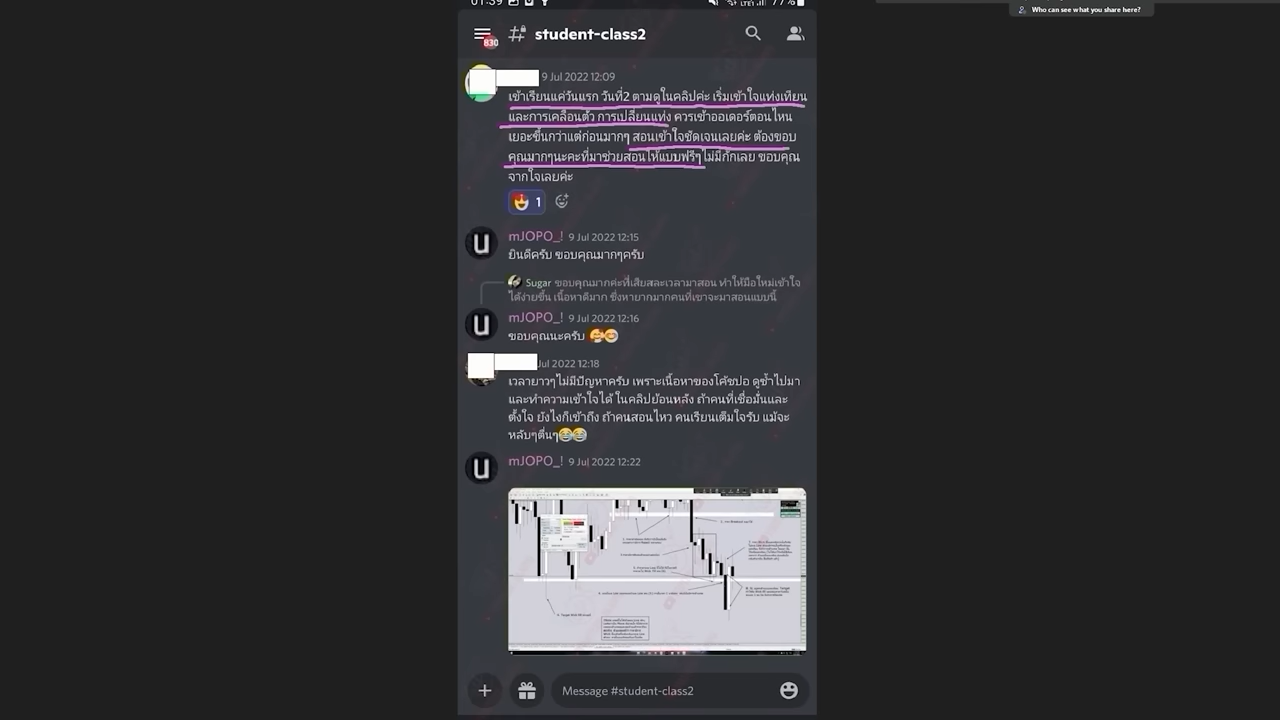 01:39
77%
Who can see what you share here?
830
student-class2
9 Jul 2022 12:09
เข้าเรียนแค่วันแรก วันที่2 ตามดูในคลิปค่ะ เริ่มเข้าใจแท่งเทียน
และการเคลื่อนตัว การเปลี่ยนแท่ง ควรเข้าออเดอร์ตอนไหน
เยอะขึ้นกว่าแต่ก่อนมากๆ สอนเข้าใจชัดเจนเลยค่ะ ต้องขอบ
คุณมากๆนะคะที่มาช่วยสอนให้แบบฟรีๆไม่มีกั๊กเลย ขอบคุณ
จากใจเลยค่ะ
1
mJOPO_! 9 Jul 2022 12:15
ยินดีครับ ขอบคุณมากๆครับ
Sugar ขอบคุณมากค่ะที่เสียสละเวลามาสอน ทำให้มือใหม่เข้าใจ
ได้ง่ายขึ้น เนื้อหาดีมาก ซึ่งหายากมากคนที่เขาจะมาสอนแบบนี้
mJOPO_! 9 Jul 2022 12:16
ขอบคุณนะครับ 🥰😁
Jul 2022 12:18
เวลายาวๆไม่มีปัญหาครับ เพราะเนื้อหาของโค้ชปอ ดูซ้ำไปมา
และทำความเข้าใจได้ ในคลิปย้อนหลัง ถ้าคนที่เชื่อมั่นและ
ตั้งใจ ยังไงก็เข้าถึง ถ้าคนสอนไหว คนเรียนเต็มใจรับ แม้จะ
หลับๆตื่นๆ😂😂
mJOPO_! 9 Jul 2022 12:22
Message #student-class2